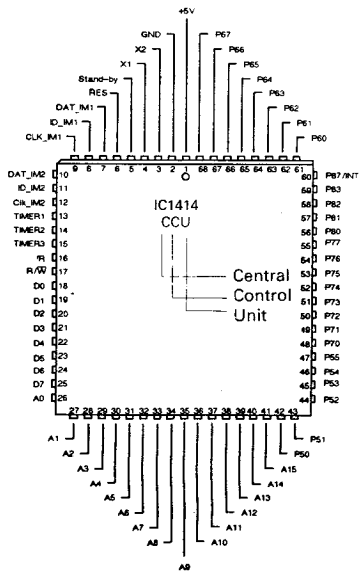 +5V
GND
P67
X2
P66
X1
P65
Stand-by
P64
RES
P63
DAT_IM1
P62
ID_IM1
P61
CLK_IM1
P60
9 8 7 6 5 4 3 2 1 68 67 66 65 64 63 62 61
DAT_IM2 10
ID_IM2 11
Clk_IM2 12
TIMER1 13
TIMER2 14
TIMER3 15
R 16
R/W 17
D0 18
D1 19
D2 20
D3 21
D4 22
D5 23
D6 24
D7 25
A0 26
IC1414
CCU
Central
Control
Unit
60 P87/INT
59 P83
58 P82
57 P81
56 P80
55 P77
54 P76
53 P75
52 P74
51 P73
50 P72
49 P71
48 P70
47 P55
46 P54
45 P53
44 P52
27 28 29 30 31 32 33 34 35 36 37 38 39 40 41 42 43
A1
P51
A2
P50
A3
A15
A4
A14
A5
A13
A6
A12
A7
A11
A8
A10
A9